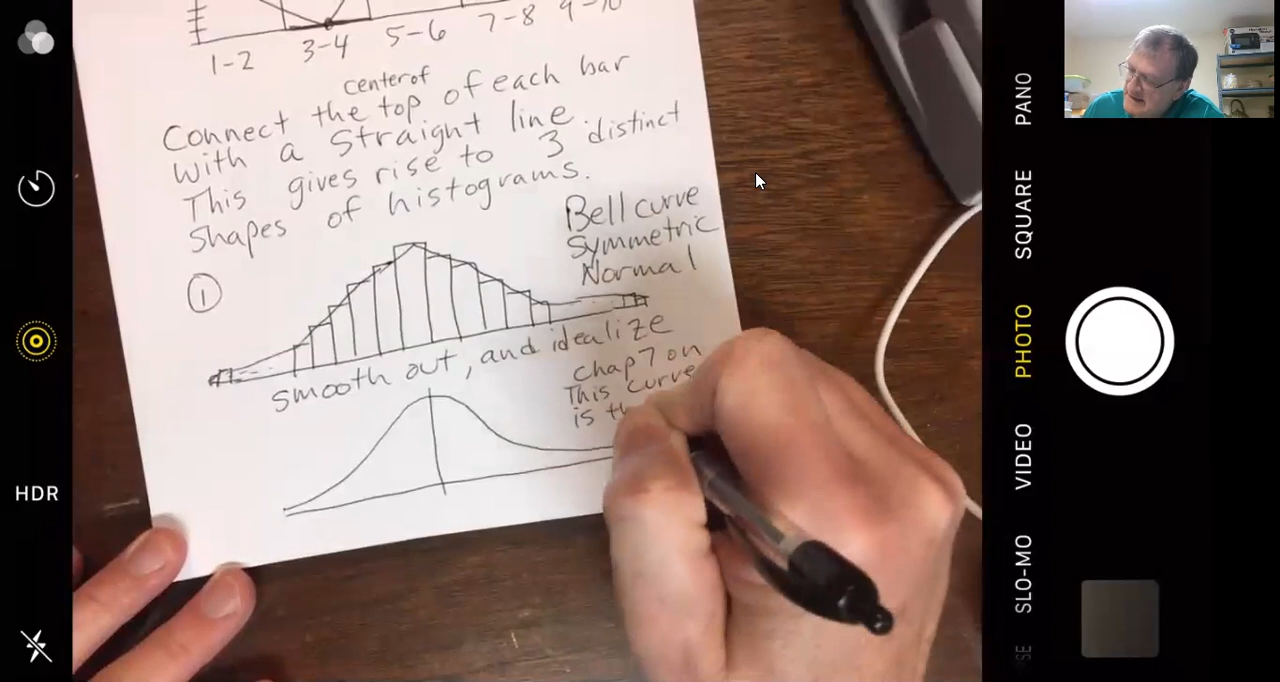 1-2 3-4 5-6 7-8 9-10
center of
Connect the top of each bar
with a straight line
This gives rise to 3 distinct
shapes of histograms.
Bell curve
Symmetric
Normal
1
smooth out, and idealize
chap 7 on
This curve
is
HDR
PANO
SQUARE
PHOTO
VIDEO
SLO-MO